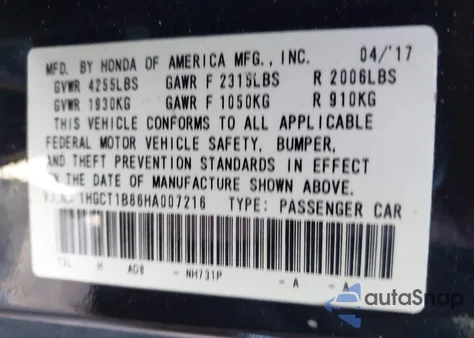 MFD. BY HONDA OF AMERICA MFG., INC. 04/'17
GVWR 4255LBS GAWR F 2315LBS R 2006LBS
GVWR 1930KG GAWR F 1050KG R 910KG
THIS VEHICLE CONFORMS TO ALL APPLICABLE
FEDERAL MOTOR VEHICLE SAFETY, BUMPER,
AND THEFT PREVENTION STANDARDS IN EFFECT
ON THE DATE OF MANUFACTURE SHOWN ABOVE.
1HGCT1B86HA007216 TYPE: PASSENGER CAR
H AD8 - NH731P - A - A
autoSnap